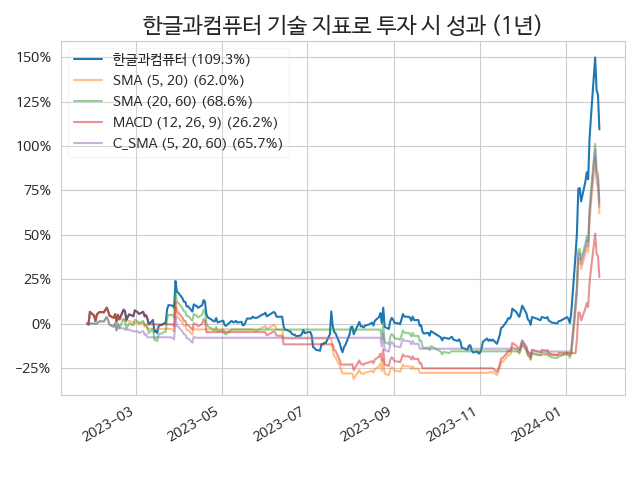 한글과컴퓨터 기술 지표로 투자 시 성과 (1년)
150%
125%
100%
75%
50%
25%
0%
−25%
한글과컴퓨터 (109.3%)
SMA (5, 20) (62.0%)
SMA (20, 60) (68.6%)
MACD (12, 26, 9) (26.2%)
C_SMA (5, 20, 60) (65.7%)
2023−03
2023−05
2023−07
2023−09
2023−11
2024−01